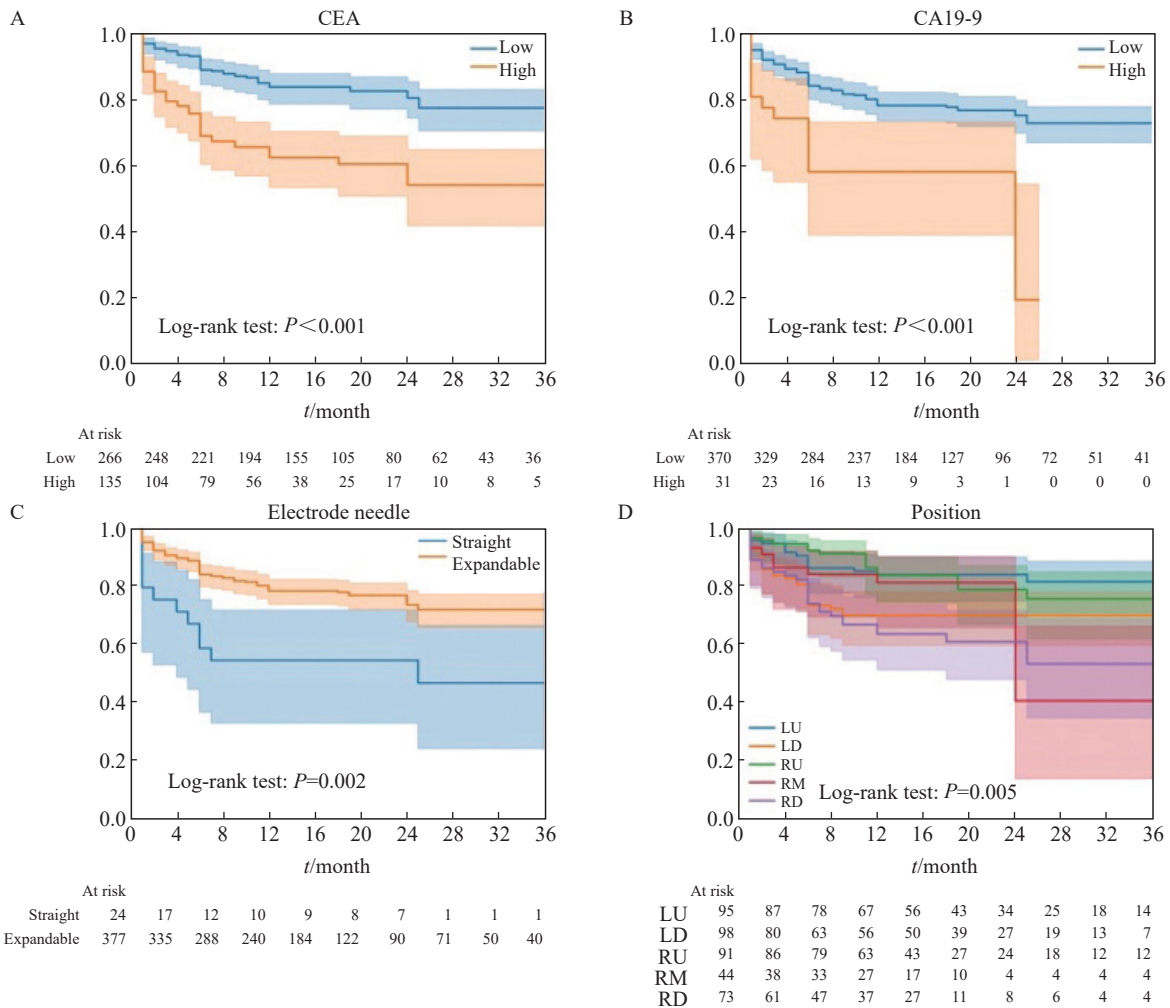 A
CEA
1.0
0.8
0.6
0.4
0.2
0.0
Low
High
Log-rank test: P<0.001
0 4 8 12 16 20 24 28 32 36
t/month
At risk
Low 266 248 221 194 155 105 80 62 43 36
High 135 104 79 56 38 25 17 10 8 5
B
CA19-9
1.0
0.8
0.6
0.4
0.2
0.0
Low
High
Log-rank test: P<0.001
0 4 8 12 16 20 24 28 32 36
t/month
At risk
Low 370 329 284 237 184 127 96 72 51 41
High 31 23 16 13 9 3 1 0 0 0
C
Electrode needle
1.0
0.8
0.6
0.4
0.2
0.0
Straight
Expandable
Log-rank test: P=0.002
0 4 8 12 16 20 24 28 32 36
t/month
At risk
Straight 24 17 12 10 9 8 7 1 1 1
Expandable 377 335 288 240 184 122 90 71 50 40
D
Position
1.0
0.8
0.6
0.4
0.2
0.0
LU
LD
RU
RM
RD
Log-rank test: P=0.005
0 4 8 12 16 20 24 28 32 36
t/month
At risk
LU 95 87 78 67 56 43 34 25 18 14
LD 98 80 63 56 50 39 27 19 13 7
RU 91 86 79 63 43 27 24 18 12 12
RM 44 38 33 27 17 10 4 4 4 4
RD 73 61 47 37 27 11 8 6 4 4